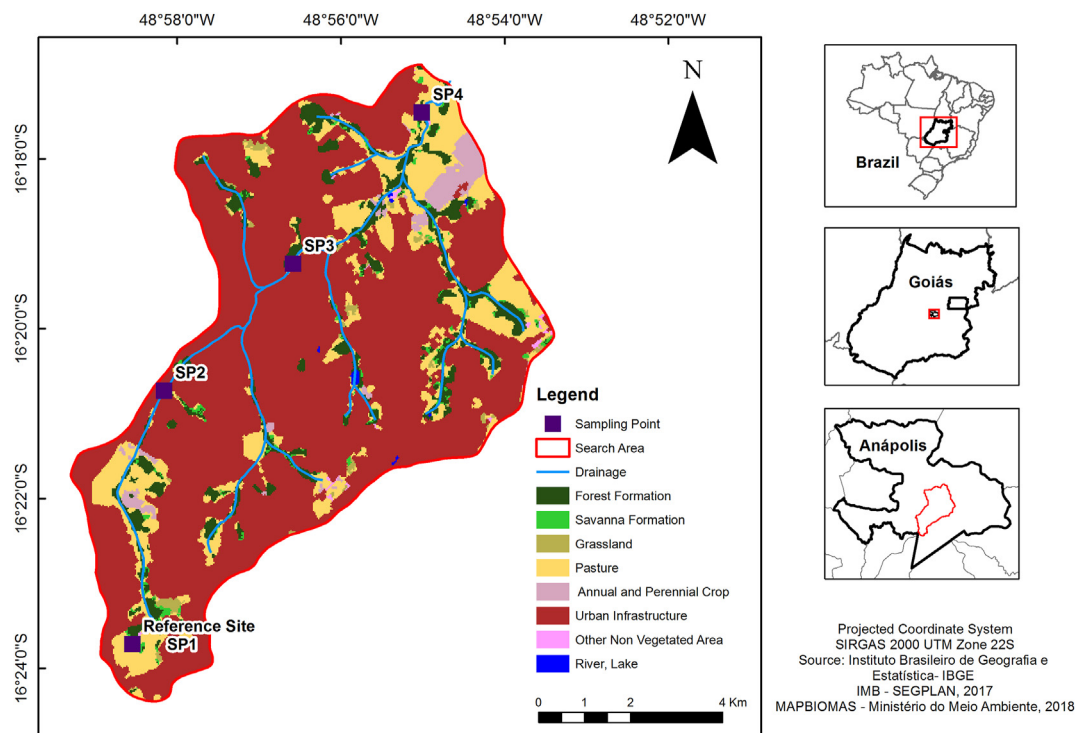 48°58'0"W
48°56'0"W
48°54'0"W
48°52'0"W
16°18'0"S
16°20'0"S
16°22'0"S
16°24'0"S
N
SP4
SP3
SP2
Reference Site
SP1
Legend
Sampling Point
Search Area
Drainage
Forest Formation
Savanna Formation
Grassland
Pasture
Annual and Perennial Crop
Urban Infrastructure
Other Non Vegetated Area
River, Lake
0 1 2 4 Km
Brazil
Goiás
Anápolis
Projected Coordinate System
SIRGAS 2000 UTM Zone 22S
Source: Instituto Brasileiro de Geografia e
Estatística- IBGE
IMB - SEGPLAN, 2017
MAPBIOMAS - Ministério do Meio Ambiente, 2018